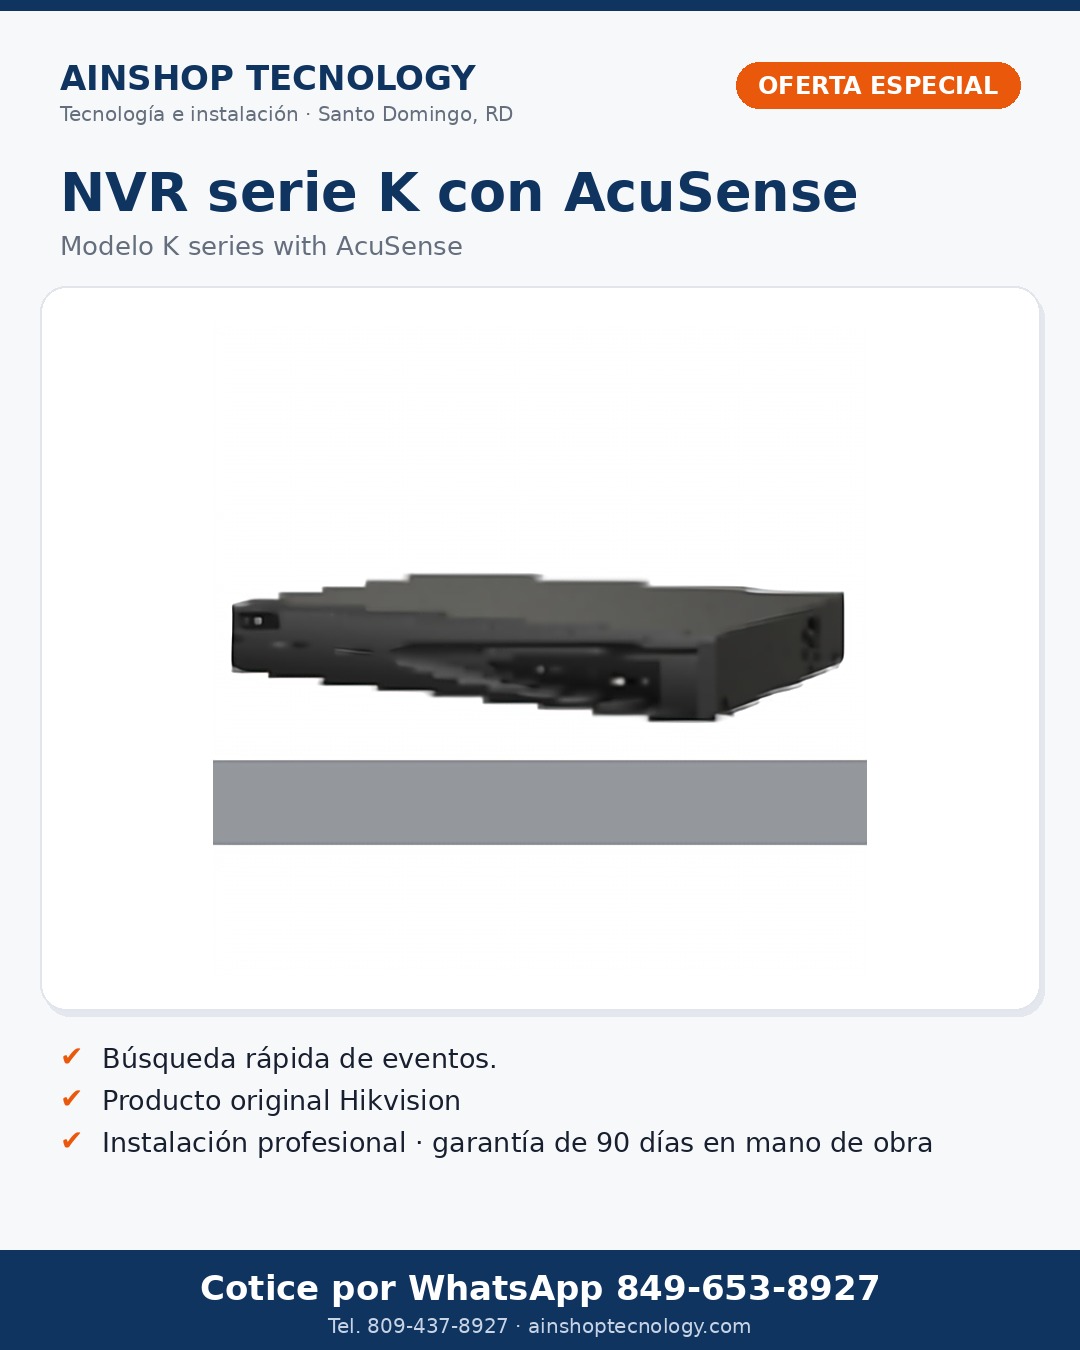 AINSHOP TECNOLOGY
OFERTA ESPECIAL
Tecnología e instalación · Santo Domingo, RD
NVR serie K con AcuSense
Modelo K series with AcuSense
✔ Búsqueda rápida de eventos.
✔ Producto original Hikvision
✔ Instalación profesional · garantía de 90 días en mano de obra
Cotice por WhatsApp 849-653-8927
Tel. 809-437-8927 · ainshoptecnology.com